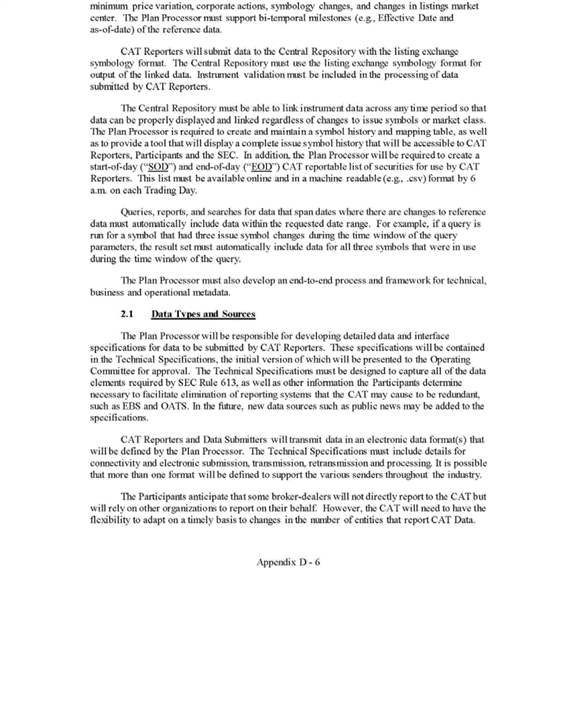 minimum price variation, corporate actions, symbology changes, and changes in listings market
center. The Plan Processor must support bi-temporal milestones (e.g., Effective Date and
as-of-date) of the reference data.
CAT Reporters will submit data to the Central Repository with the listing exchange
symbology format. The Central Repository must use the listing exchange symbology format for
output of the linked data. Instrument validation must be included in the processing of data
submitted by CAT Reporters.
The Central Repository must be able to link instrument data across any time period so that
data can be properly displayed and linked regardless of changes to issue symbols or market class.
The Plan Processor is required to create and maintain a symbol history and mapping table, as well
as to provide a tool that will display a complete issue symbol history that will be accessible to CAT
Reporters, Participants and the SEC. In addition, the Plan Processor will be required to create a
start-of-day (“SOD”) and end-of-day (“EOD”) CAT reportable list of securities for use by CAT
Reporters. This list must be available online and in a machine readable (e.g., .csv) format by 6
a.m. on each Trading Day.
Queries, reports, and searches for data that span dates where there are changes to reference
data must automatically include data within the requested date range. For example, if a query is
run for a symbol that had three issue symbol changes during the time window of the query
parameters, the result set must automatically include data for all three symbols that were in use
during the time window of the query.
The Plan Processor must also develop an end-to-end process and framework for technical,
business and operational metadata.
2.1 Data Types and Sources
The Plan Processor will be responsible for developing detailed data and interface
specifications for data to be submitted by CAT Reporters. These specifications will be contained
in the Technical Specifications, the initial version of which will be presented to the Operating
Committee for approval. The Technical Specifications must be designed to capture all of the data
elements required by SEC Rule 613, as well as other information the Participants determine
necessary to facilitate elimination of reporting systems that the CAT may cause to be redundant,
such as EBS and OATS. In the future, new data sources such as public news may be added to the
specifications.
CAT Reporters and Data Submitters will transmit data in an electronic data format(s) that
will be defined by the Plan Processor. The Technical Specifications must include details for
connectivity and electronic submission, transmission, retransmission and processing. It is possible
that more than one format will be defined to support the various senders throughout the industry.
The Participants anticipate that some broker-dealers will not directly report to the CAT but
will rely on other organizations to report on their behalf. However, the CAT will need to have the
flexibility to adapt on a timely basis to changes in the number of entities that report CAT Data.
Appendix D - 6